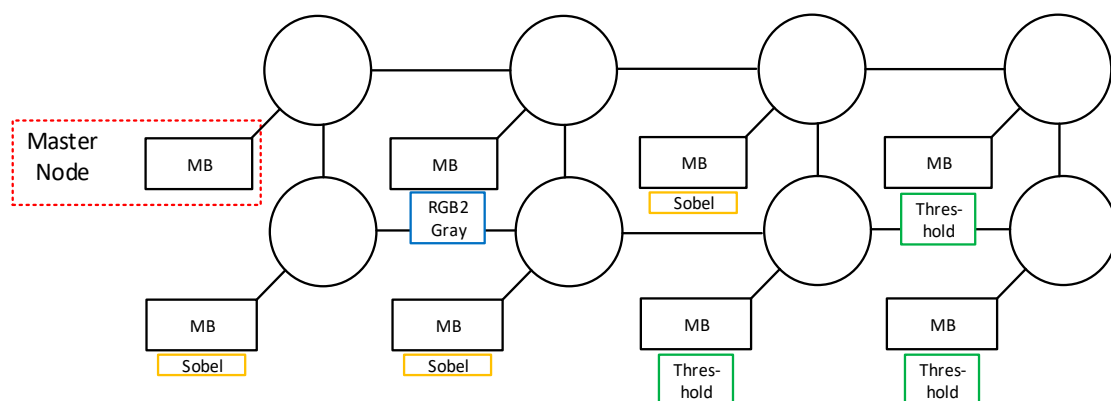 Master
Node
MB
MB
MB
MB
RGB2
Gray
Sobel
Thres-
hold
MB
MB
MB
MB
Sobel
Sobel
Thres-
hold
Thres-
hold